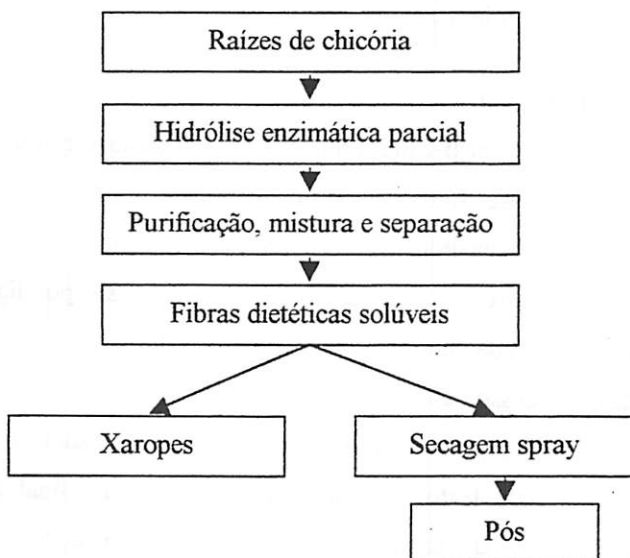 Raízes de chicória
Hidrólise enzimática parcial
Purificação, mistura e separação
Fibras dietéticas solúveis
Xaropes
Secagem spray
Pós